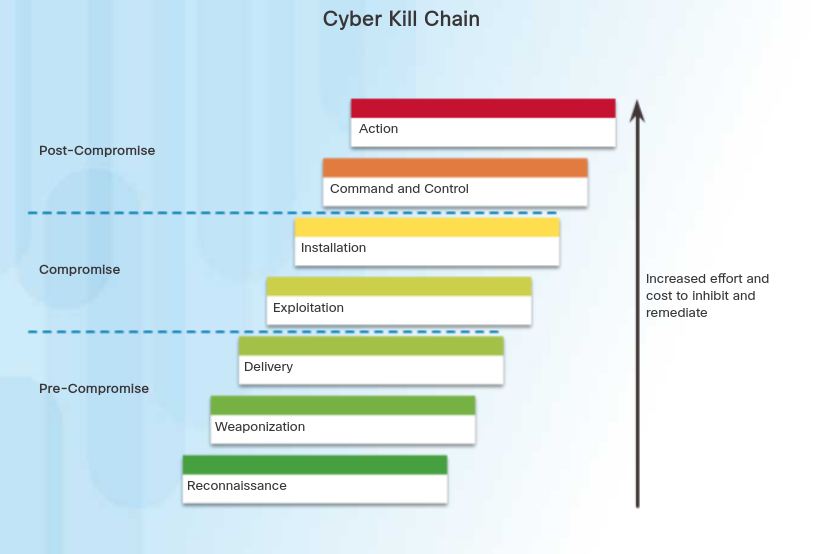 Cyber Kill Chain
Action
Post-Compromise
Command and Control
Installation
Compromise
Increased effort and
cost to inhibit and
remediate
Exploitation
Delivery
Pre-Compromise
Weaponization
Reconnaissance